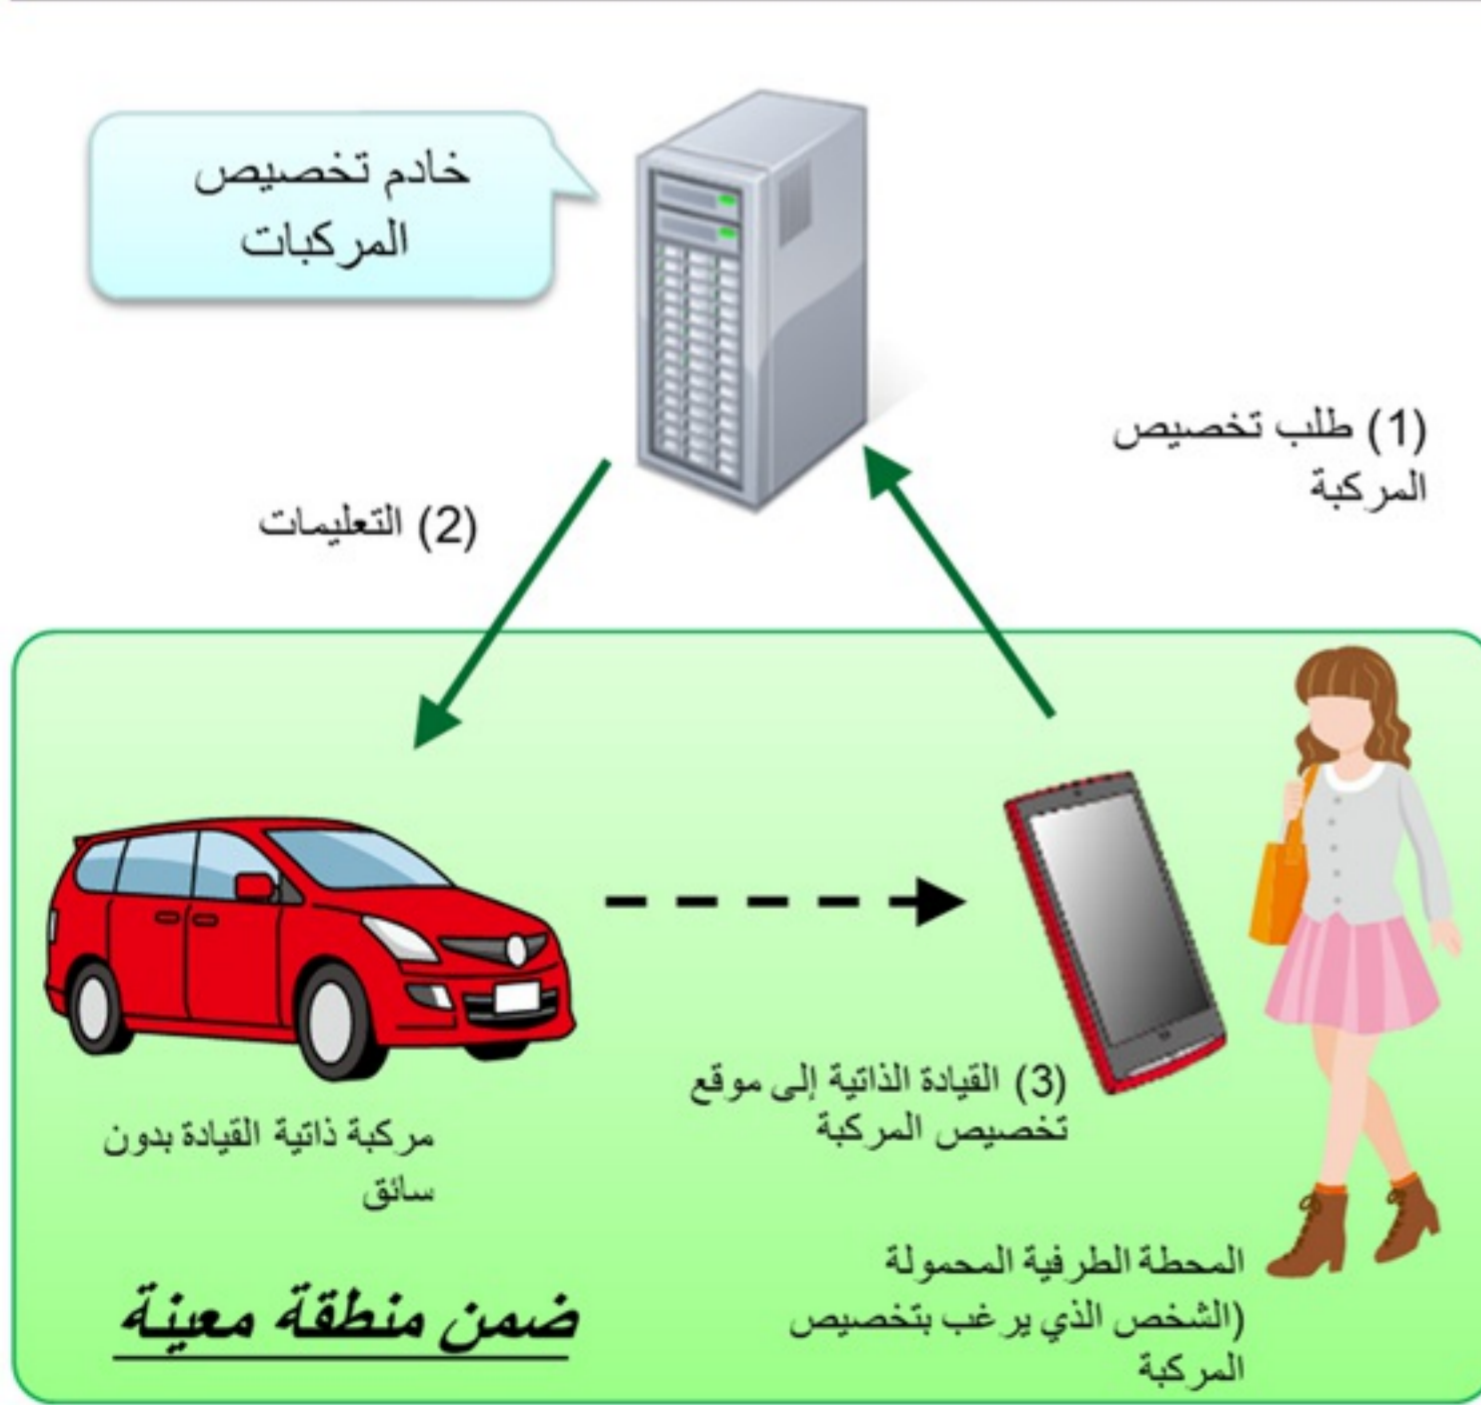 خادم تخصيص
المركبات
(1) طلب تخصيص
المركبة
(2) التعليمات
(3) القيادة الذاتية إلى موقع
تخصيص المركبة
مركبة ذاتية القيادة بدون
سائق
المحطة الطرفية المحمولة
(الشخص الذي يرغب بتخصيص
المركبة
ضمن منطقة معينة